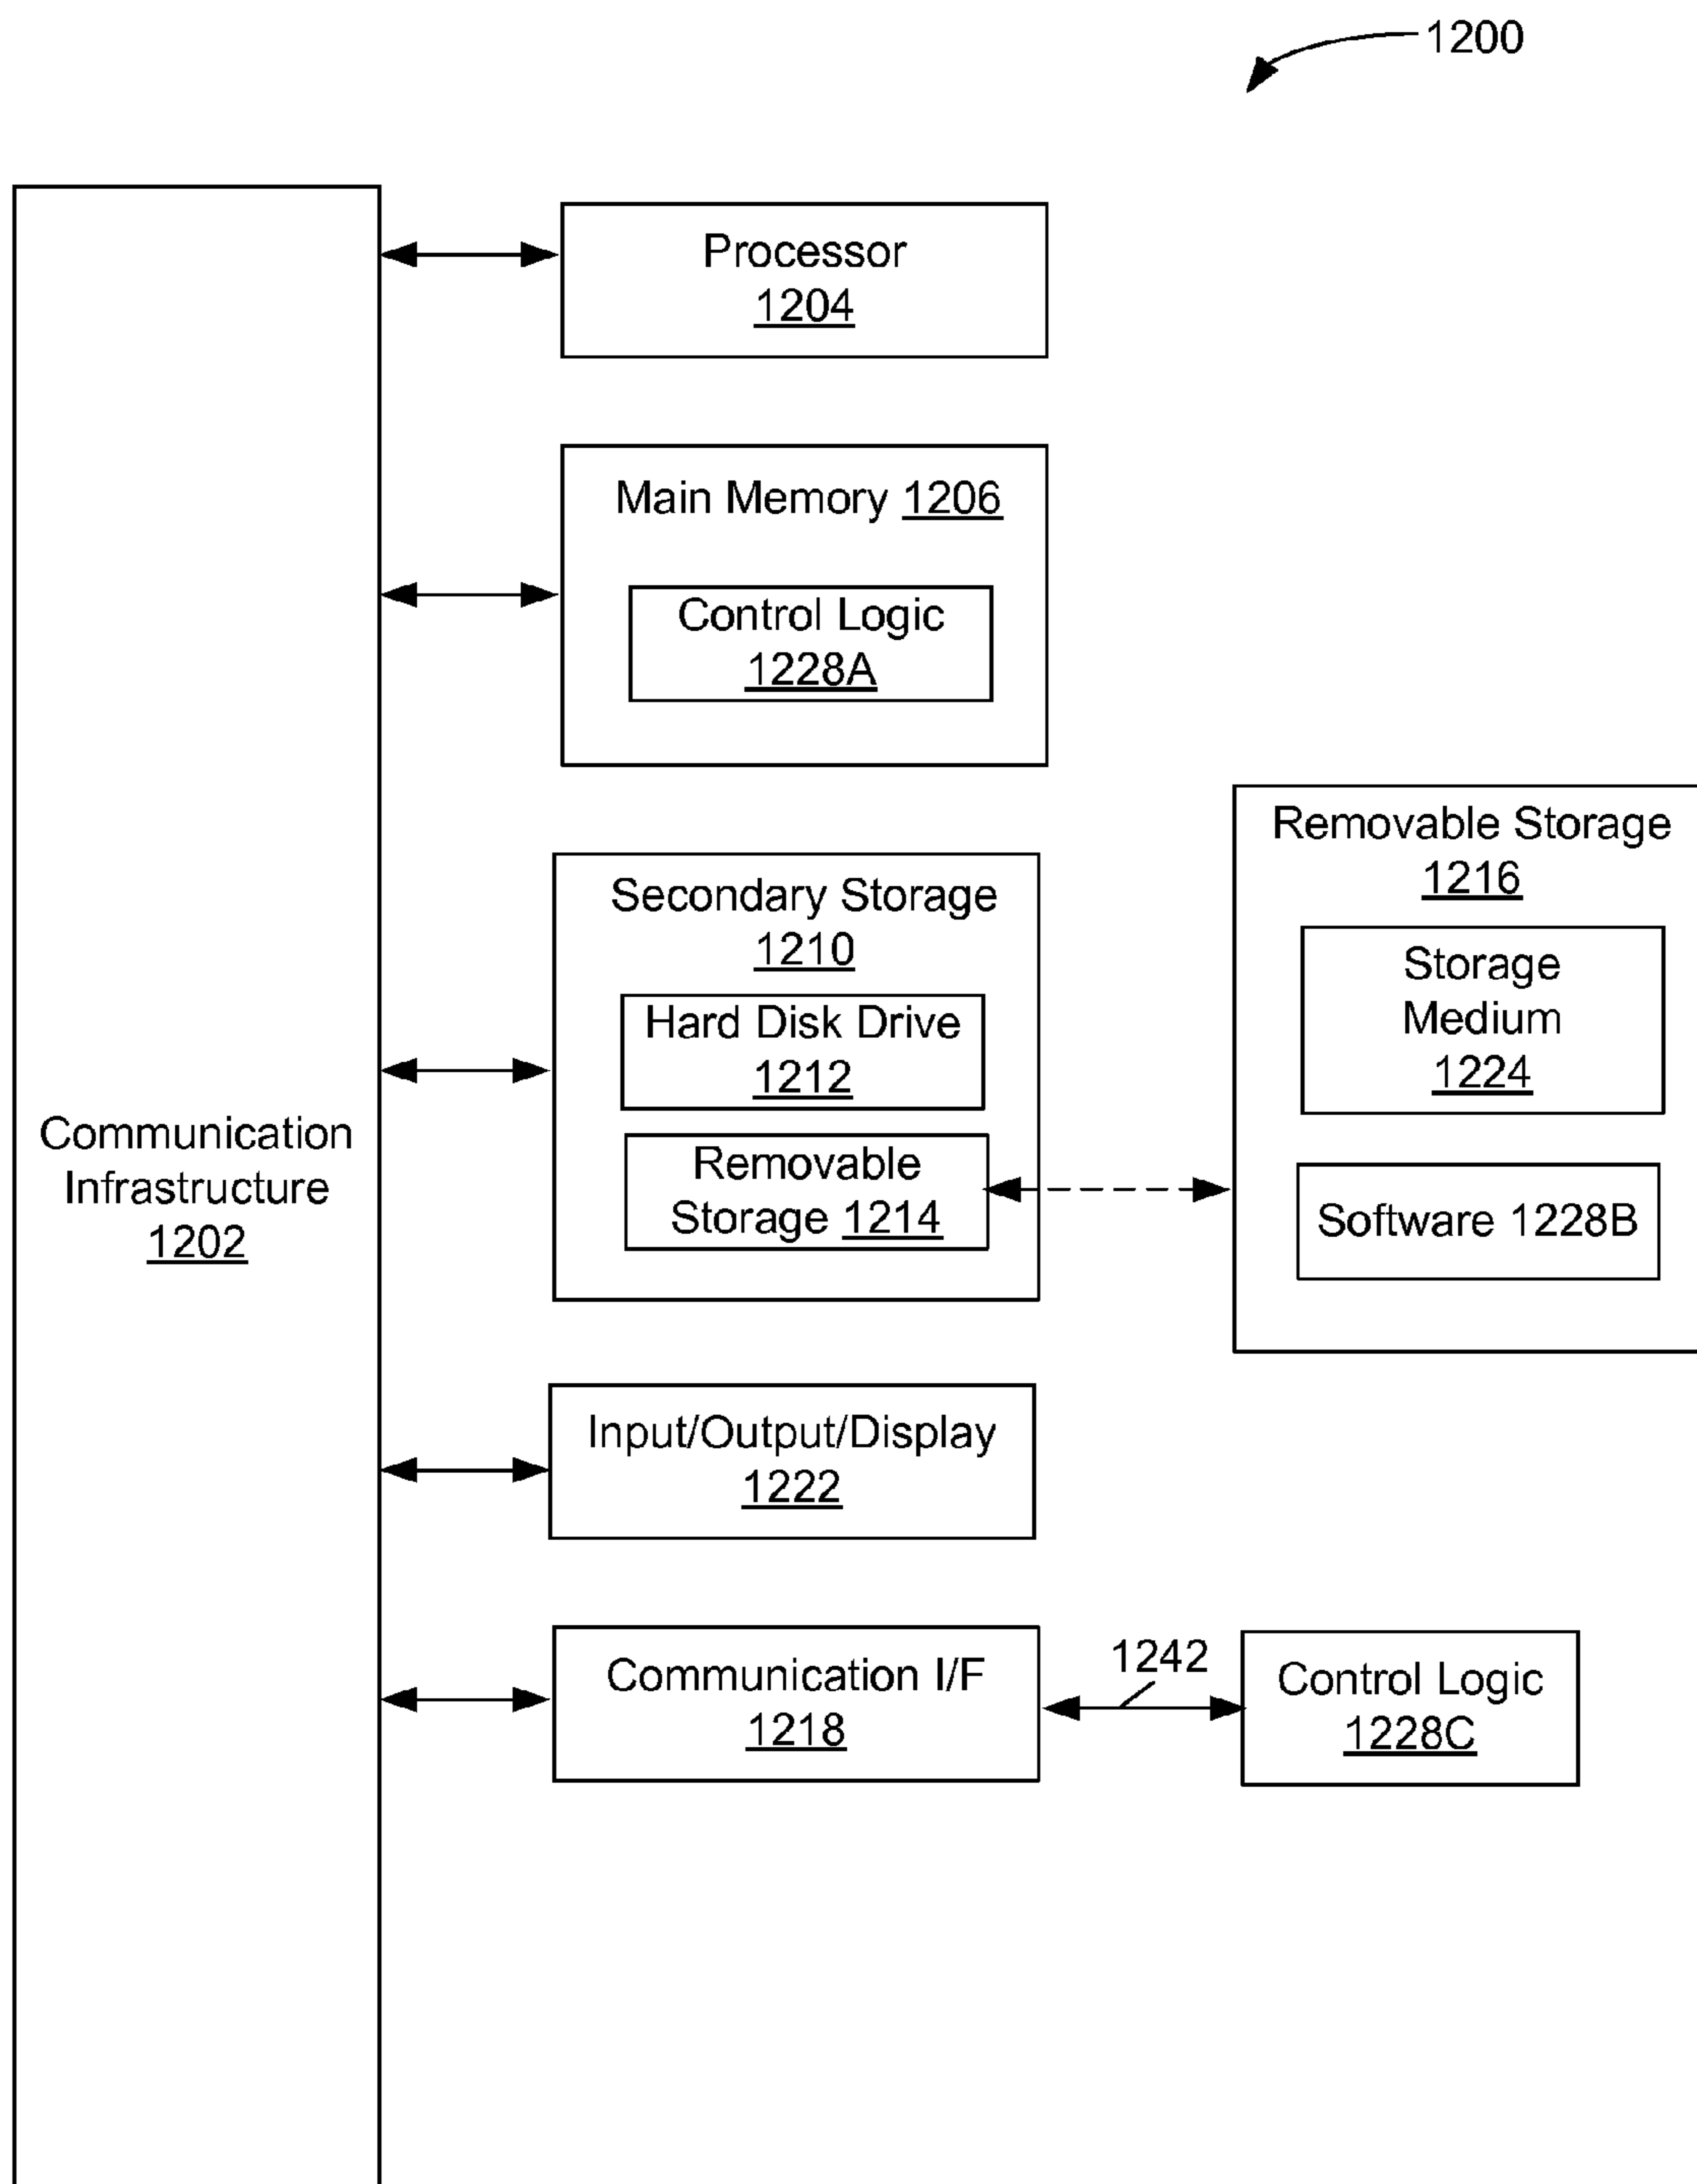 1200
Processor
1204
Main Memory 1206
Control Logic
1228A
Removable Storage
1216
Storage
Medium
1224
Software 1228B
Secondary Storage
1210
Hard Disk Drive
1212
Removable
Storage 1214
Communication
Infrastructure
1202
Input/Output/Display
1222
Communication I/F
1218
1242
Control Logic
1228C